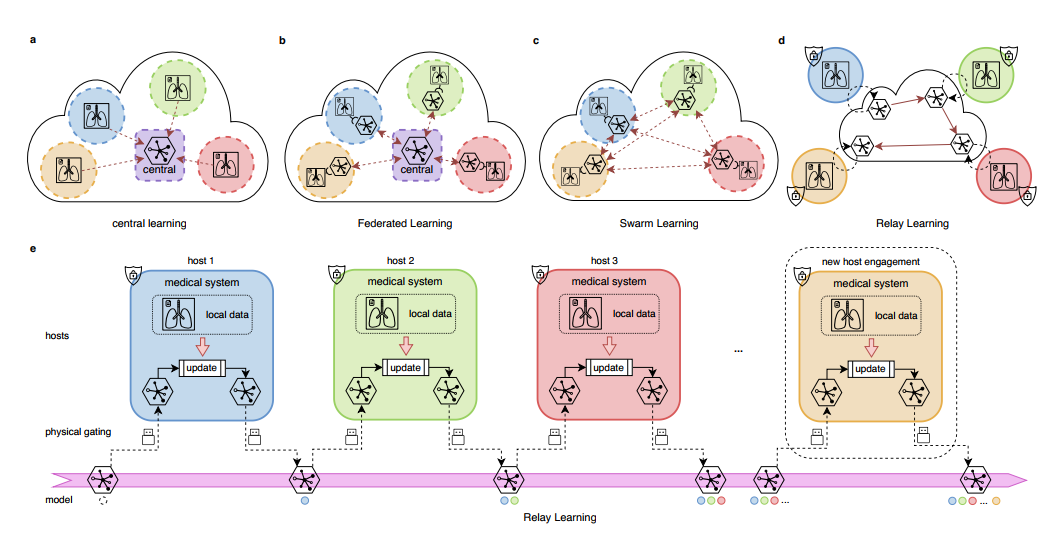 a
b
c
d
central
central
central learning
Federated Learning
Swarm Learning
Relay Learning
e
host 1
host 2
host 3
new host engagement
medical system
medical system
medical system
medical system
local data
local data
local data
local data
hosts
...
update
update
update
update
physical gating
model
...
...
Relay Learning